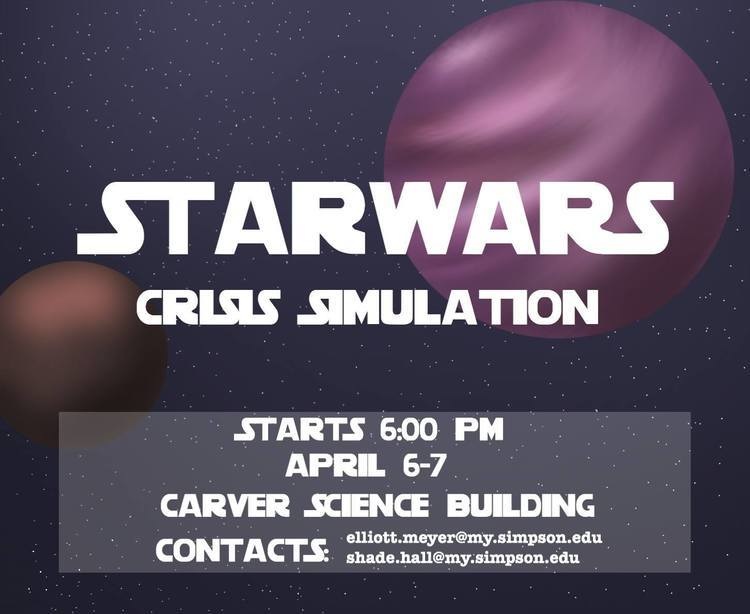 STARWARS
CRISIS SIMULATION
STARTS 6:00 PM
APRIL 6-7
CARVER SCIENCE BUILDING
CONTACTS: elliott.meyer@my.simpson.edu
shade.hall@my.simpson.edu